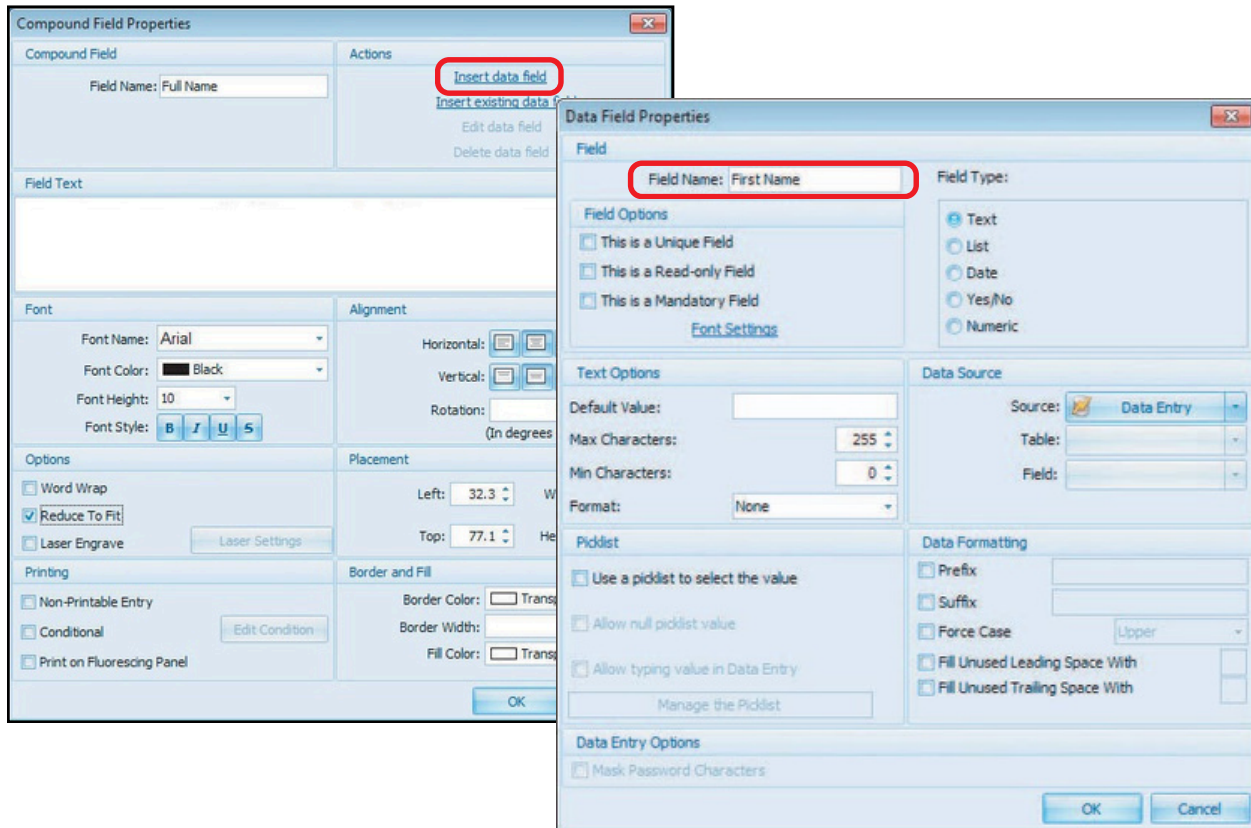 Compound Field Properties
Compound Field
Field Name: Full Name
Actions
Insert data field
Insert existing data
Edit data field
Delete data field
Field Text
Font
Font Name: Arial
Font Color: Black
Font Height: 10
Font Style: B I U S
Alignment
Horizontal:
Vertical:
Rotation:
(In degrees
Options
Word Wrap
Reduce To Fit
Laser Engrave Laser Settings
Placement
Left: 32.3 W
Top: 77.1 He
Printing
Non-Printable Entry
Conditional Edit Condition
Print on Fluorescing Panel
Border and Fill
Border Color: Transp
Border Width:
Fill Color: Transp
OK
Data Field Properties
Field
Field Name: First Name
Field Options
This is a Unique Field
This is a Read-only Field
This is a Mandatory Field
Font Settings
Field Type:
Text
List
Date
Yes/No
Numeric
Text Options
Default Value:
Max Characters: 255
Min Characters: 0
Format: None
Data Source
Source: Data Entry
Table:
Field:
Picklist
Use a picklist to select the value
Allow null picklist value
Allow typing value in Data Entry
Manage the Picklist
Data Formatting
Prefix
Suffix
Force Case Upper
Fill Unused Leading Space With
Fill Unused Trailing Space With
Data Entry Options
Mask Password Characters
OK Cancel